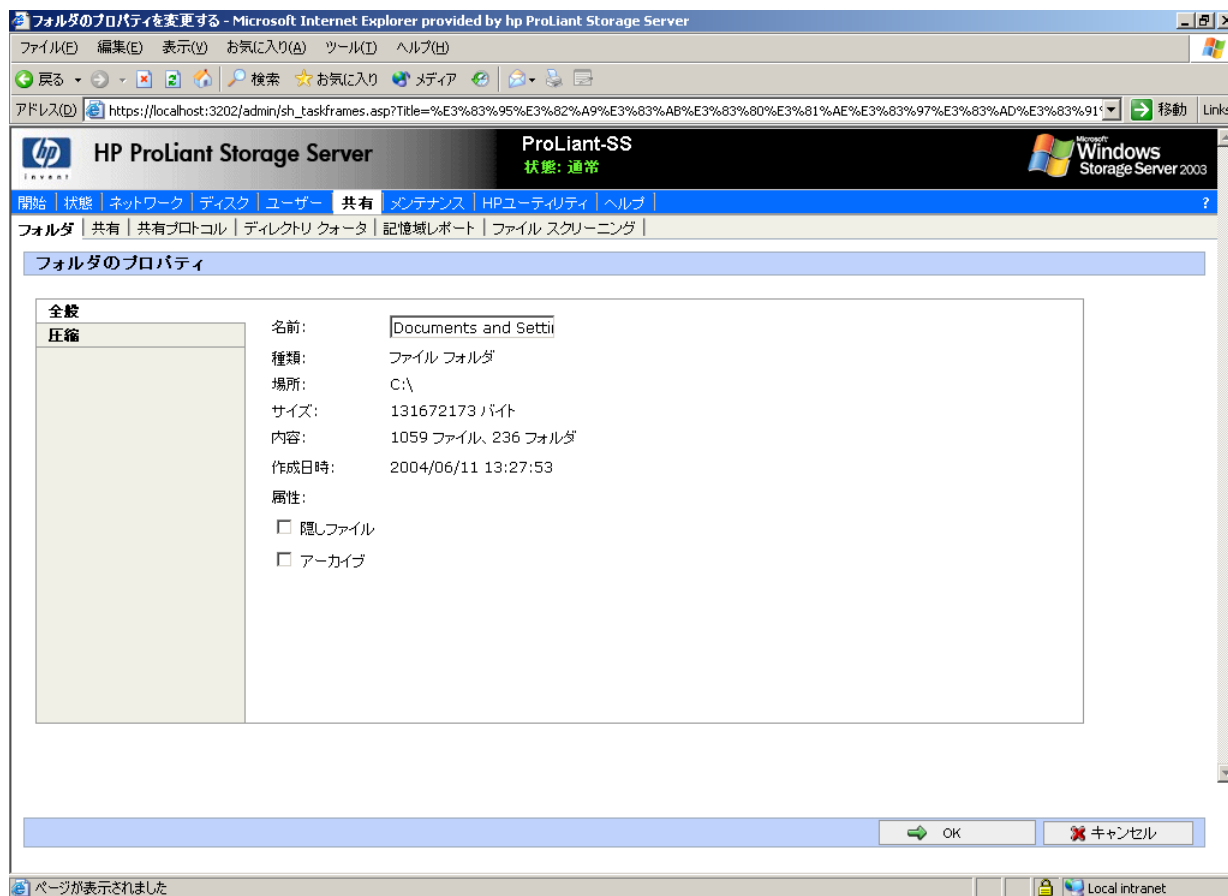 フォルダのプロパティを変更する - Microsoft Internet Explorer provided by hp ProLiant Storage Server
ファイル(F) 編集(E) 表示(V) お気に入り(A) ツール(T) ヘルプ(H)
戻る 検索 お気に入り メディア
アドレス(D) https://localhost:3202/admin/sh_taskframes.asp?Title=%E3%83%95%E3%82%A9%E3%83%AB%E3%83%80%E3%81%AE%E3%83%97%E3%83%AD%E3%83%91 移動 Links
hp HP ProLiant Storage Server ProLiant-SS Microsoft Windows
invent 状態: 通常 Storage Server 2003
開始 状態 ネットワーク ディスク ユーザー 共有 メンテナンス HPユーティリティ ヘルプ ?
フォルダ 共有 共有プロトコル ディレクトリ クォータ 記憶域レポート ファイル スクリーニング
フォルダのプロパティ
全般
圧縮
名前: Documents and Setti
種類: ファイル フォルダ
場所: C:\
サイズ: 131672173 バイト
内容: 1059 ファイル、236 フォルダ
作成日時: 2004/06/11 13:27:53
属性:
隠しファイル
アーカイブ
OK キャンセル
ページが表示されました Local intranet